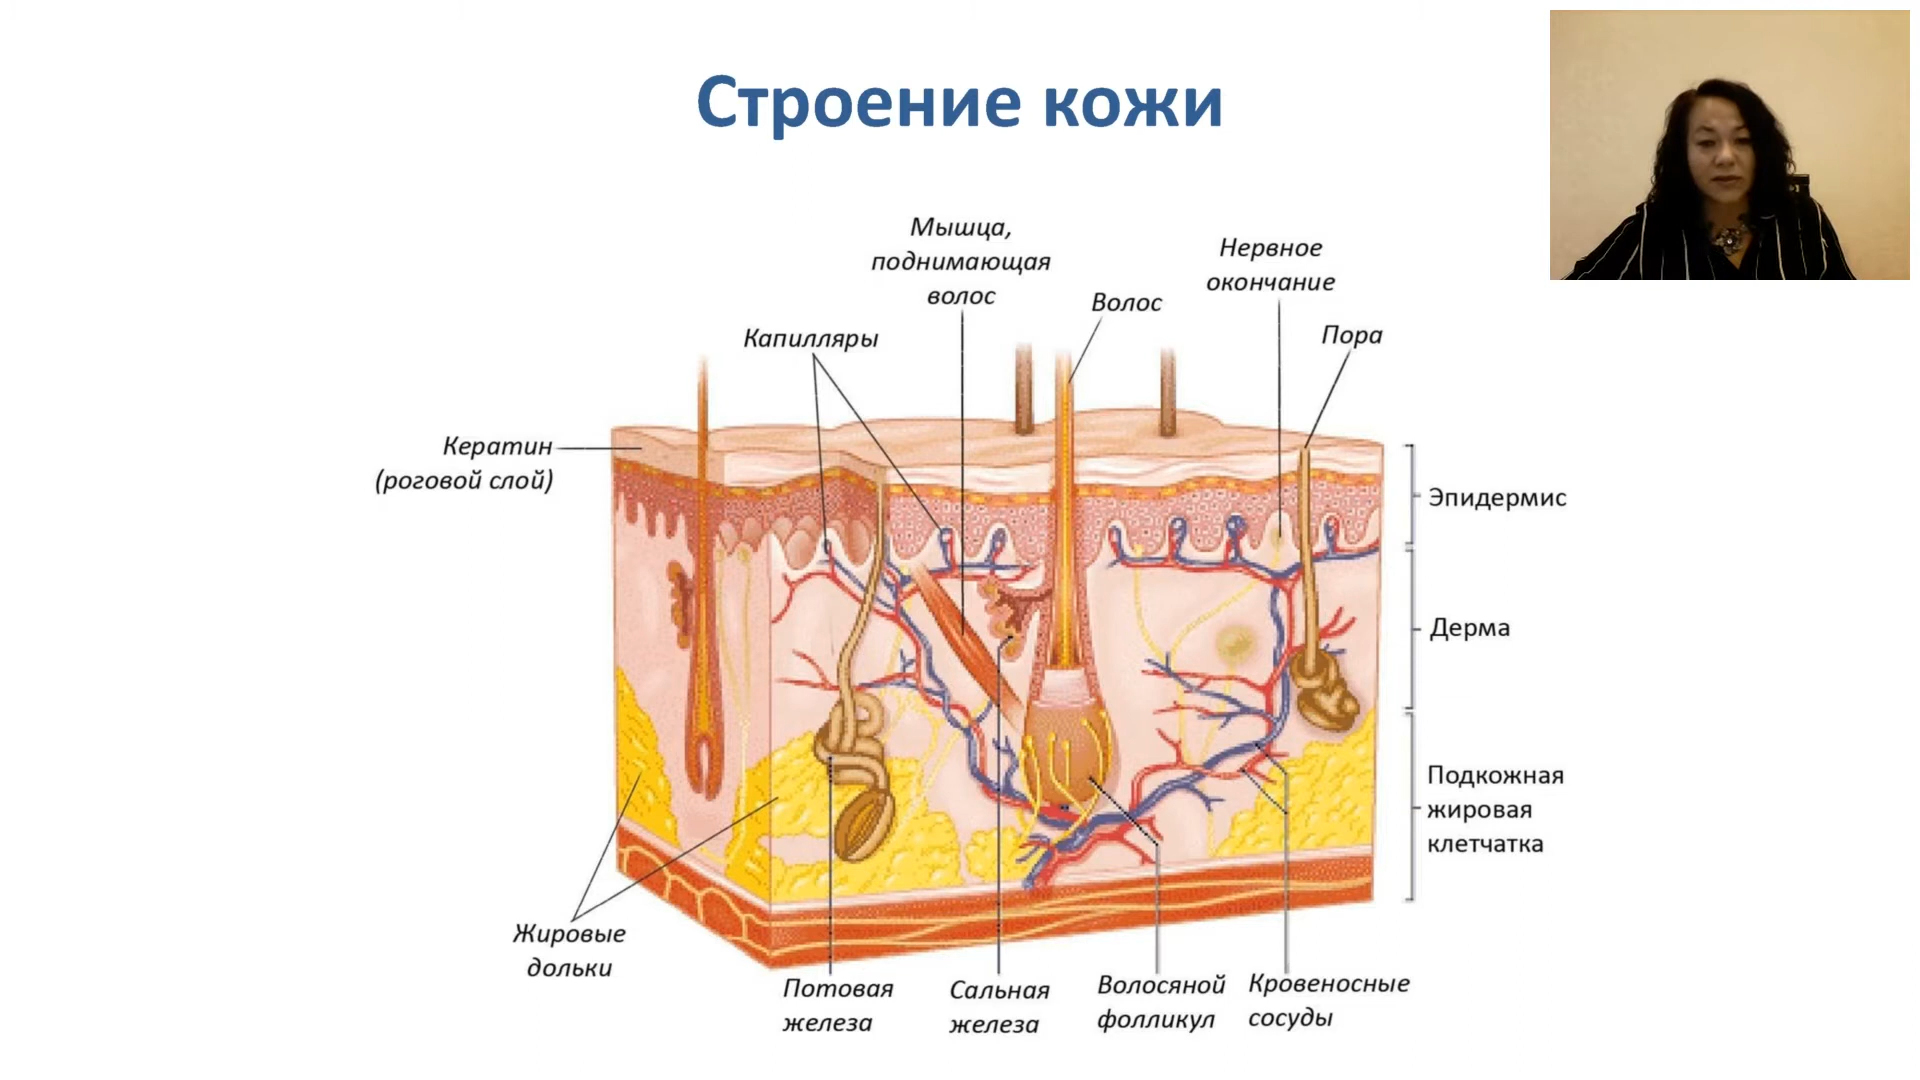 Строение кожи
Мышца,
поднимающая
волос
Нервное
окончание
Волос
Пора
Капилляры
Кератин
(роговой слой)
Эпидермис
Дерма
Подкожная
жировая
клетчатка
Жировые
дольки
Потовая
железа
Сальная
железа
Волосяной
фолликул
Кровеносные
сосуды